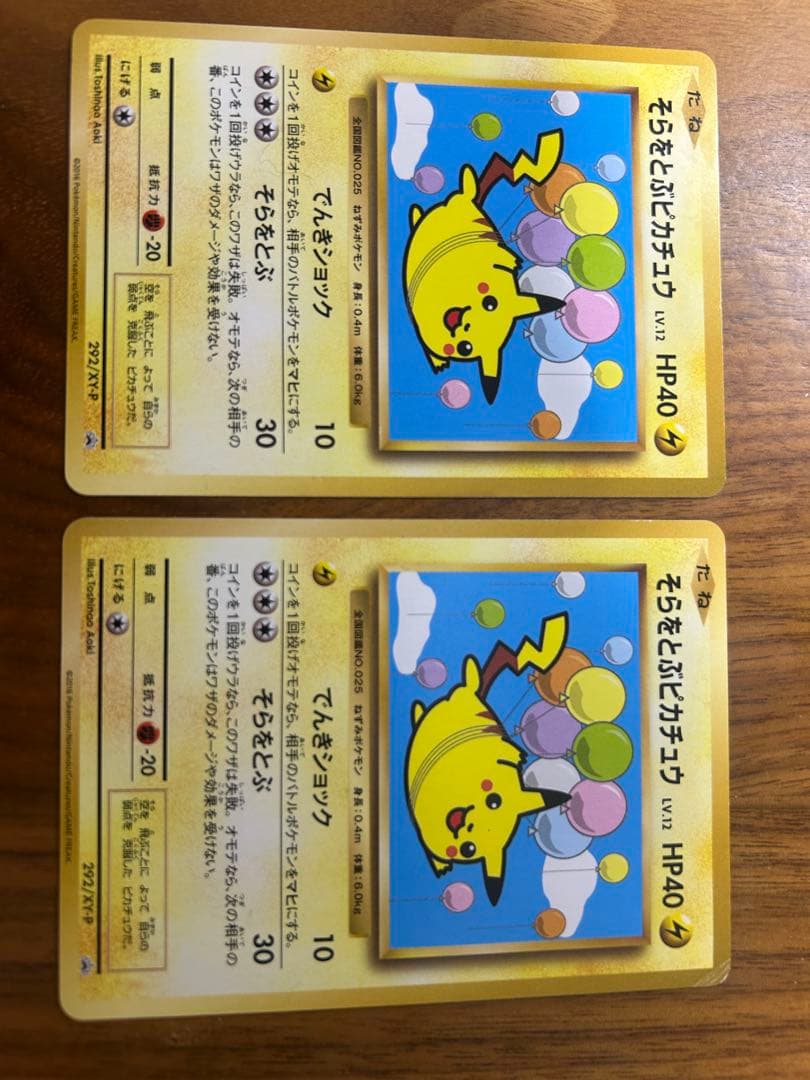 たね
そらをとぶピカチュウ LV.12 HP40
全国図鑑NO.025 ねずみポケモン 身長:0.4m 体重:6.0kg
でんきショック 10
コインを1回投げオモテなら、相手のバトルポケモンをマヒにする。
そらをとぶ 30
コインを1回投げウラなら、このワザは失敗。オモテなら、次の相手の
番、このポケモンはワザのダメージや効果を受けない。
弱点 抵抗力 -20
にげる
空を 飛ぶことに よって 自らの
弱点を 克服した ピカチュウだ。
illus.Toshinao Aoki
©2016 Pokémon/Nintendo/Creatures/GAME FREAK.
292/XY-P
たね
そらをとぶピカチュウ LV.12 HP40
全国図鑑NO.025 ねずみポケモン 身長:0.4m 体重:6.0kg
でんきショック 10
コインを1回投げオモテなら、相手のバトルポケモンをマヒにする。
そらをとぶ 30
コインを1回投げウラなら、このワザは失敗。オモテなら、次の相手の
番、このポケモンはワザのダメージや効果を受けない。
弱点 抵抗力 -20
にげる
空を 飛ぶことに よって 自らの
弱点を 克服した ピカチュウだ。
illus.Toshinao Aoki
©2016 Pokémon/Nintendo/Creatures/GAME FREAK.
292/XY-P